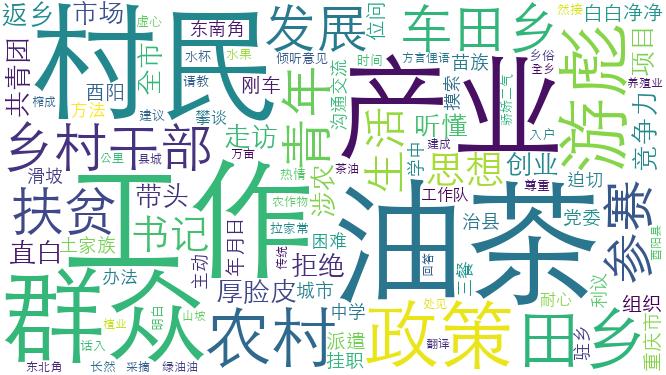 返乡
市场
村民
东南角
发展
位问
车田乡
然接
白白净净
虚心
全市
酉阳
水杯
水果
倾听意见
方言俚语
乡俗
全乡
共青团
榨成
方法
建议
攀谈
刚车
请教
青年
时间
沟通交流
苗族
摸索
产业
骄娇二气
养殖业
游彪
项目
乡村干部
走访
生活
听懂
入户
竞争力
滑坡
公里
县城
万苗
茶油
建成
学中
思想
创业
迫切
扶贫
工作
带头
热情
农作物
涉农
油茶
工作队
尊重
参赛
直白
书记
土家族
年月日
拉家常
传统
困难
拒绝
治县
党委
回答
酉阳县
群众
办法
主动
厚脸皮
城市
三餐
耐心
利议
植业
明白
山坡
农村
中学
政策
处见
田乡
组织
重庆市
话入
派遣
挂职
翻译
驻乡
东北角
长然
采摘
绿油油